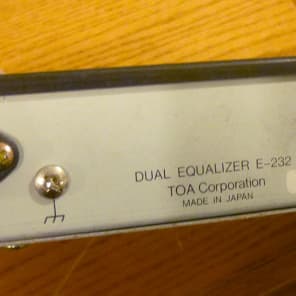 DUAL EQUALIZER E-232
TOA Corporation
MADE IN JAPAN